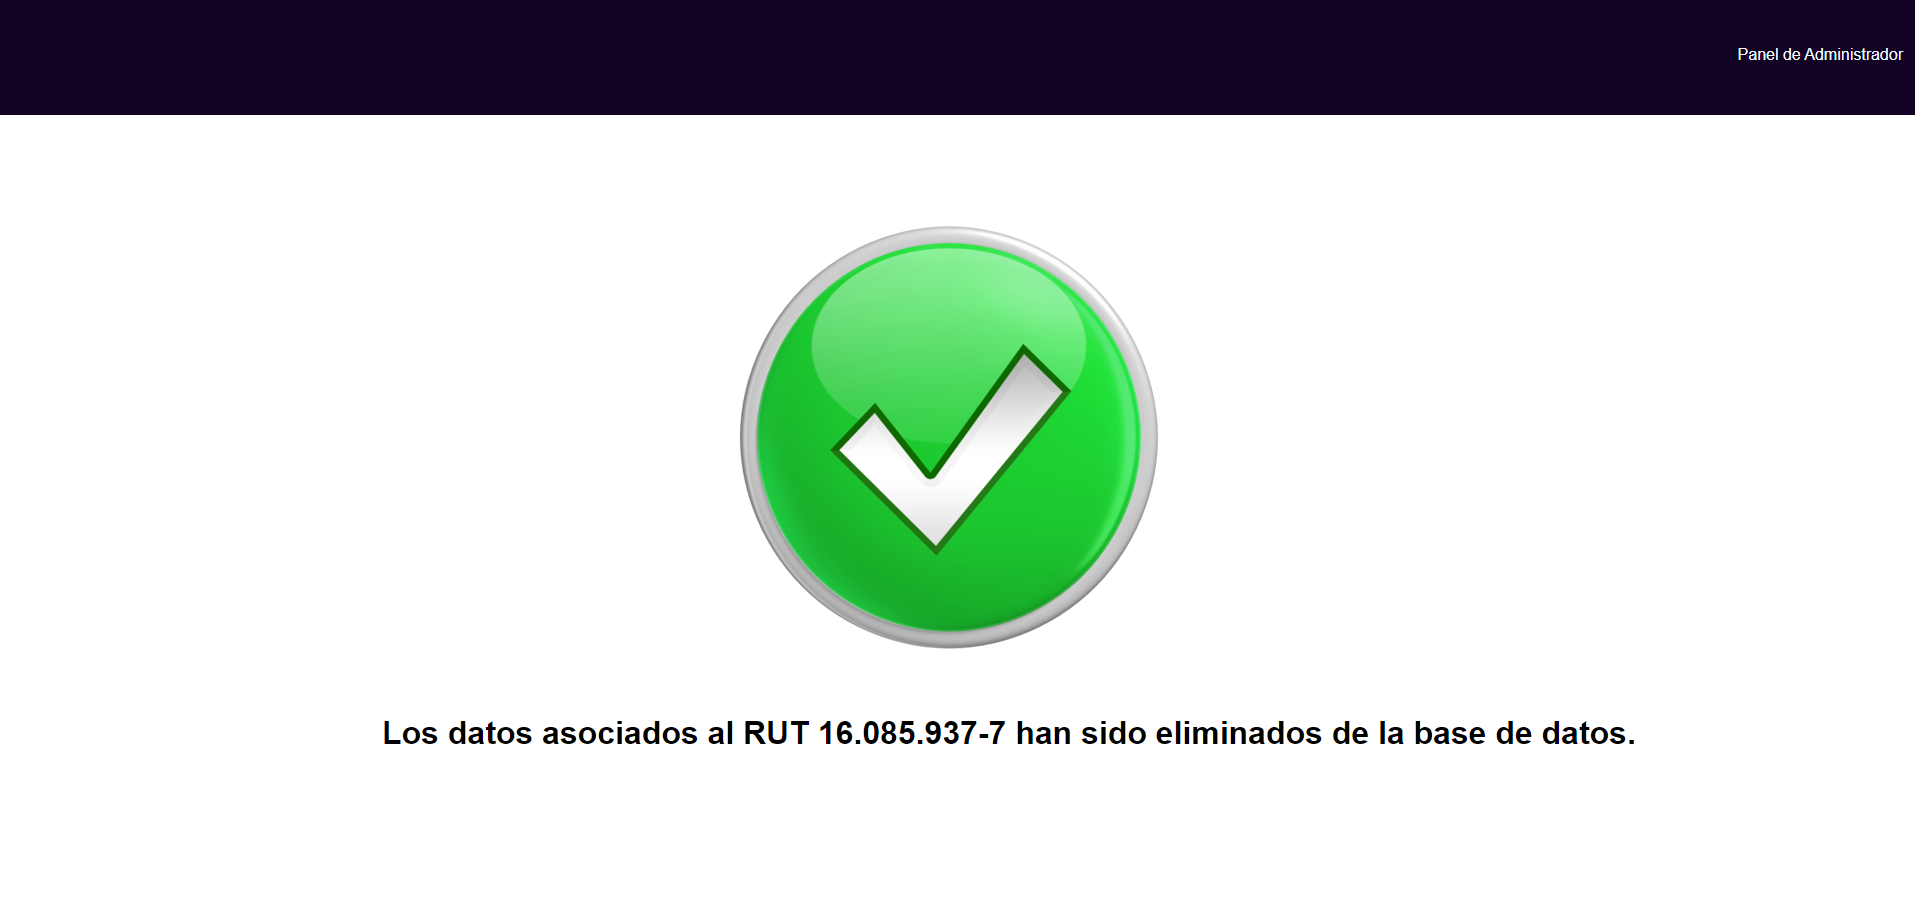 Panel de Administrador
Los datos asociados al RUT 16.085.937-7 han sido eliminados de la base de datos.